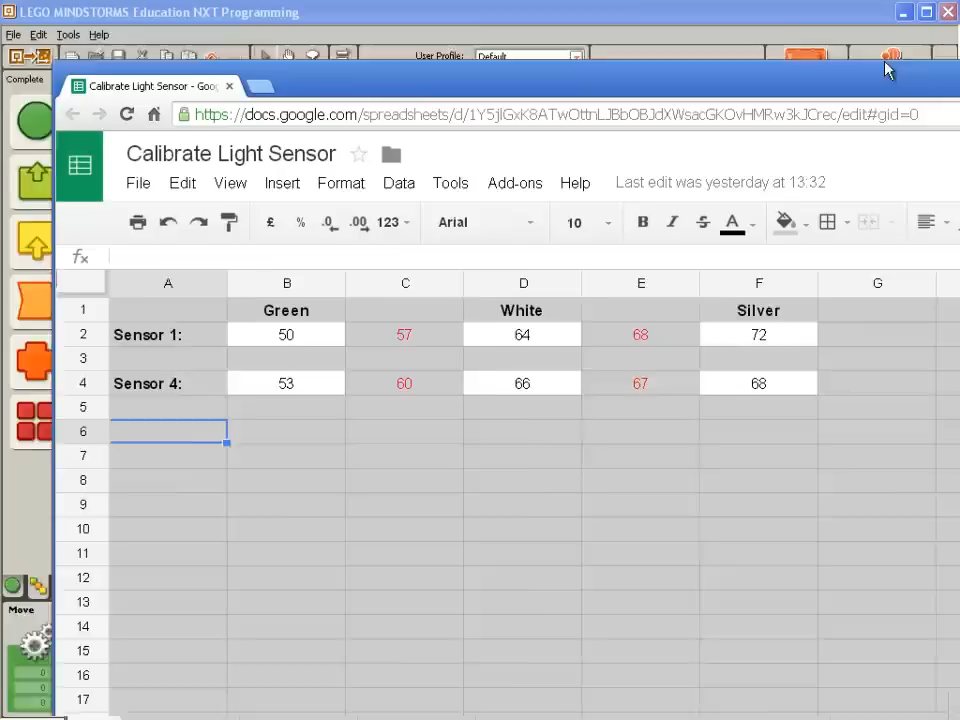 LEGO MINDSTORMS Education NXT Programming
File Edit Tools Help
User Profile: Default
Complete
Calibrate Light Sensor - Goo
https://docs.google.com/spreadsheets/d/1Y5jlGxK8ATwOttnLJBbOBJdXWsacGKOvHMRw3kJCrec/edit#gid=0
Calibrate Light Sensor
File Edit View Insert Format Data Tools Add-ons Help Last edit was yesterday at 13:32
£ % .0 .00 123 Arial 10 B I S A
fx
A B C D E F G
1 Green White Silver
2 Sensor 1: 50 57 64 68 72
3
4 Sensor 4: 53 60 66 67 68
5
6
7
8
9
10
11
12
13
Move
14
15
0
16
0
17
0